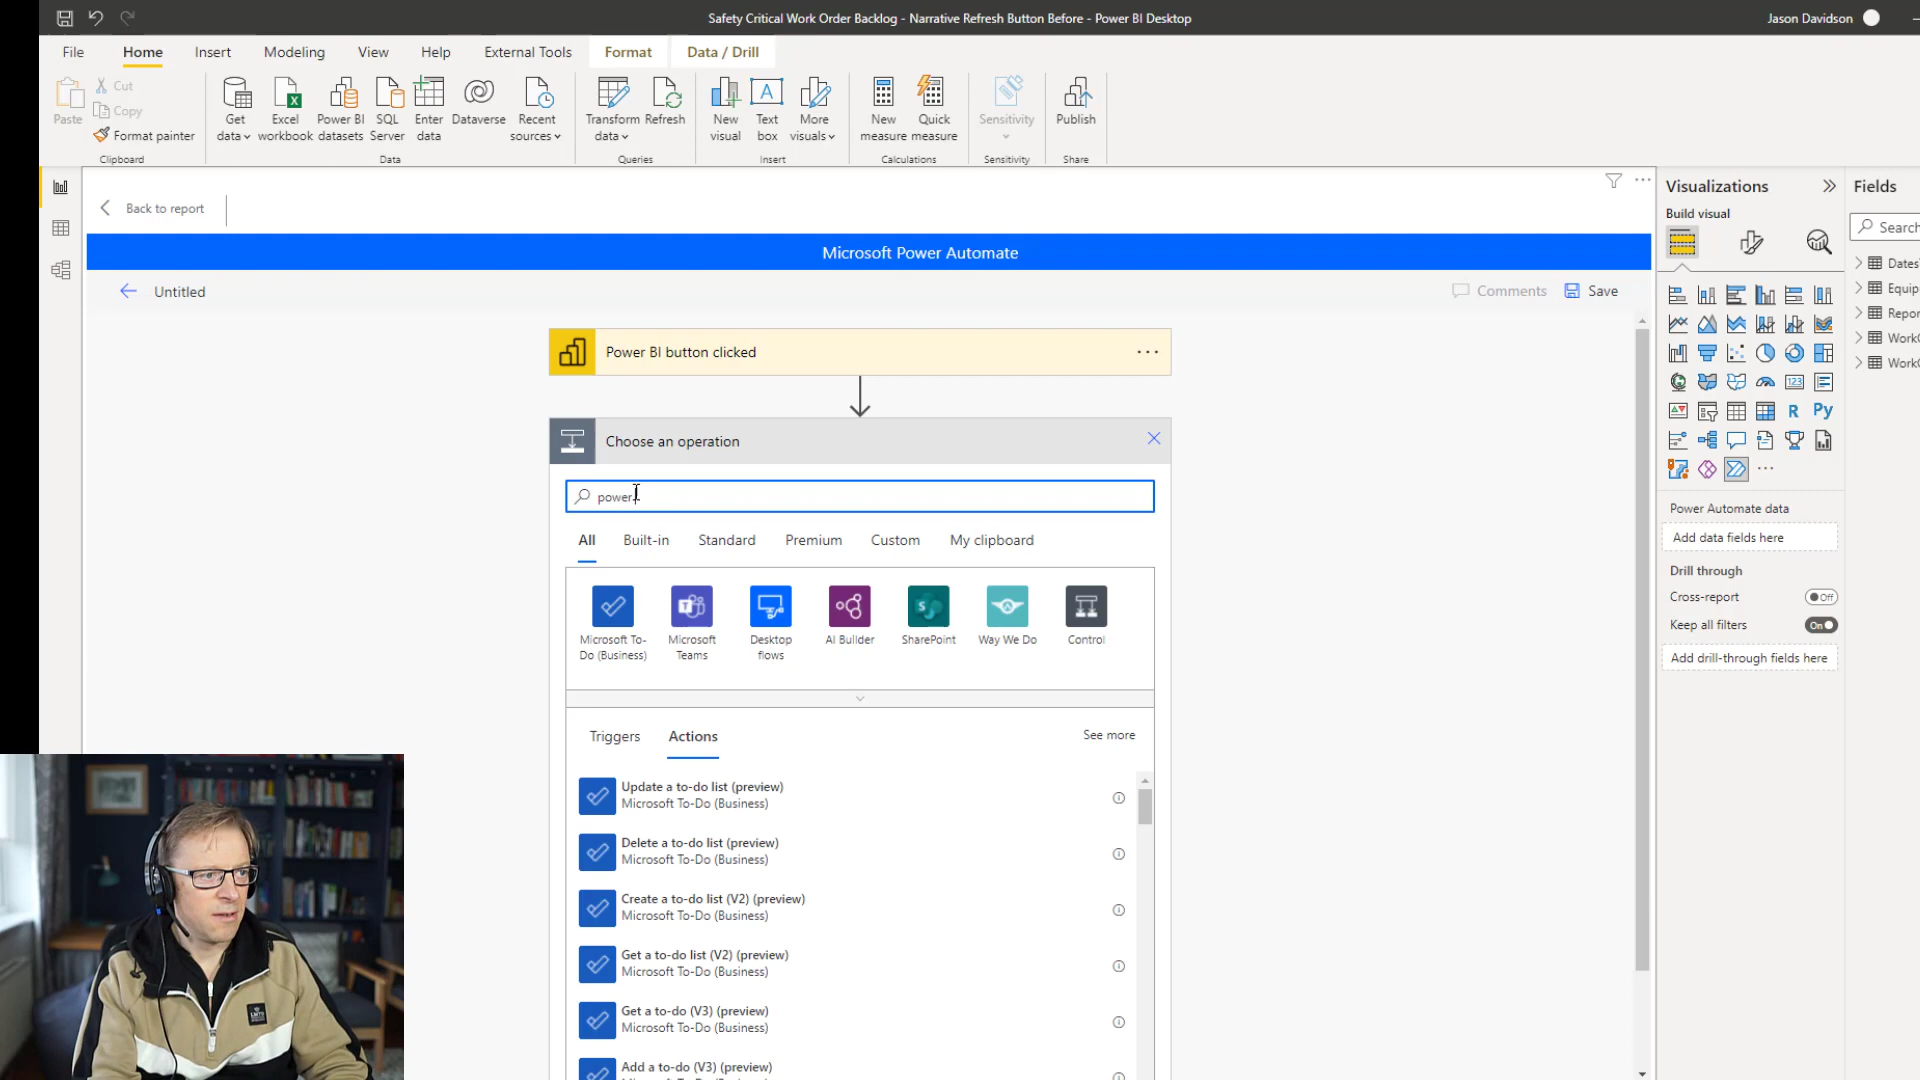 Safety Critical Work Order Backlog - Narrative Refresh Button Before - Power BI Desktop
Jason Davidson
File Home Insert Modeling View Help External Tools Format Data / Drill
Paste
Cut
Copy
Format painter
Clipboard
Get data
Excel workbook
Power BI datasets
SQL Server
Enter data
Dataverse
Recent sources
Data
Transform data
Refresh
Queries
New visual
Text box
More visuals
Insert
New measure
Quick measure
Calculations
Sensitivity
Sensitivity
Publish
Share
Back to report
Microsoft Power Automate
Untitled
Comments
Save
Power BI button clicked
Choose an operation
power
All Built-in Standard Premium Custom My clipboard
Microsoft To-Do (Business)
Microsoft Teams
Desktop flows
AI Builder
SharePoint
Way We Do
Control
Triggers Actions See more
Update a to-do list (preview)
Microsoft To-Do (Business)
Delete a to-do list (preview)
Microsoft To-Do (Business)
Create a to-do list (V2) (preview)
Microsoft To-Do (Business)
Get a to-do list (V2) (preview)
Microsoft To-Do (Business)
Get a to-do (V3) (preview)
Microsoft To-Do (Business)
Add a to-do (V3) (preview)
Visualizations
Build visual
123
R
Py
Power Automate data
Add data fields here
Drill through
Cross-report Off
Keep all filters On
Add drill-through fields here
Fields
Search
Dates
Equip
Repor
WorkO
WorkO